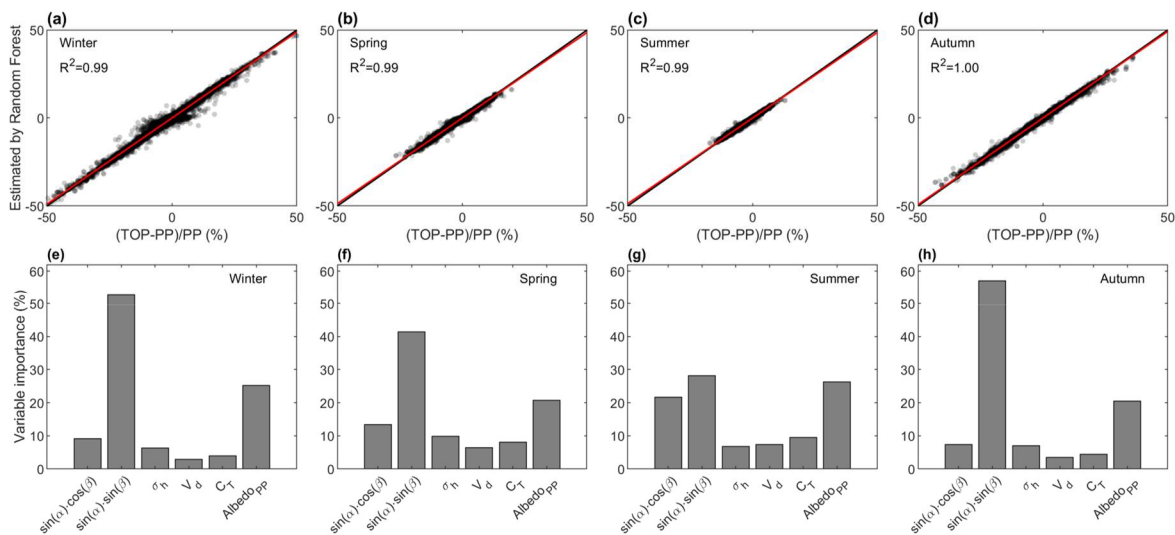 (a)
Winter
R²=0.99
Estimated by Random Forest
50
0
-50
-50
0
50
(TOP-PP)/PP (%)
(b)
Spring
R²=0.99
50
0
-50
-50
0
50
(TOP-PP)/PP (%)
(c)
Summer
R²=0.99
50
0
-50
-50
0
50
(TOP-PP)/PP (%)
(d)
Autumn
R²=1.00
50
0
-50
-50
0
50
(TOP-PP)/PP (%)
(e)
Winter
Variable importance (%)
60
50
40
30
20
10
0
sin(α)·cos(β)
sin(α)·sin(β)
σh
Vd
CT
AlbedoPP
(f)
Spring
60
50
40
30
20
10
0
sin(α)·cos(β)
sin(α)·sin(β)
σh
Vd
CT
AlbedoPP
(g)
Summer
60
50
40
30
20
10
0
sin(α)·cos(β)
sin(α)·sin(β)
σh
Vd
CT
AlbedoPP
(h)
Autumn
60
50
40
30
20
10
0
sin(α)·cos(β)
sin(α)·sin(β)
σh
Vd
CT
AlbedoPP